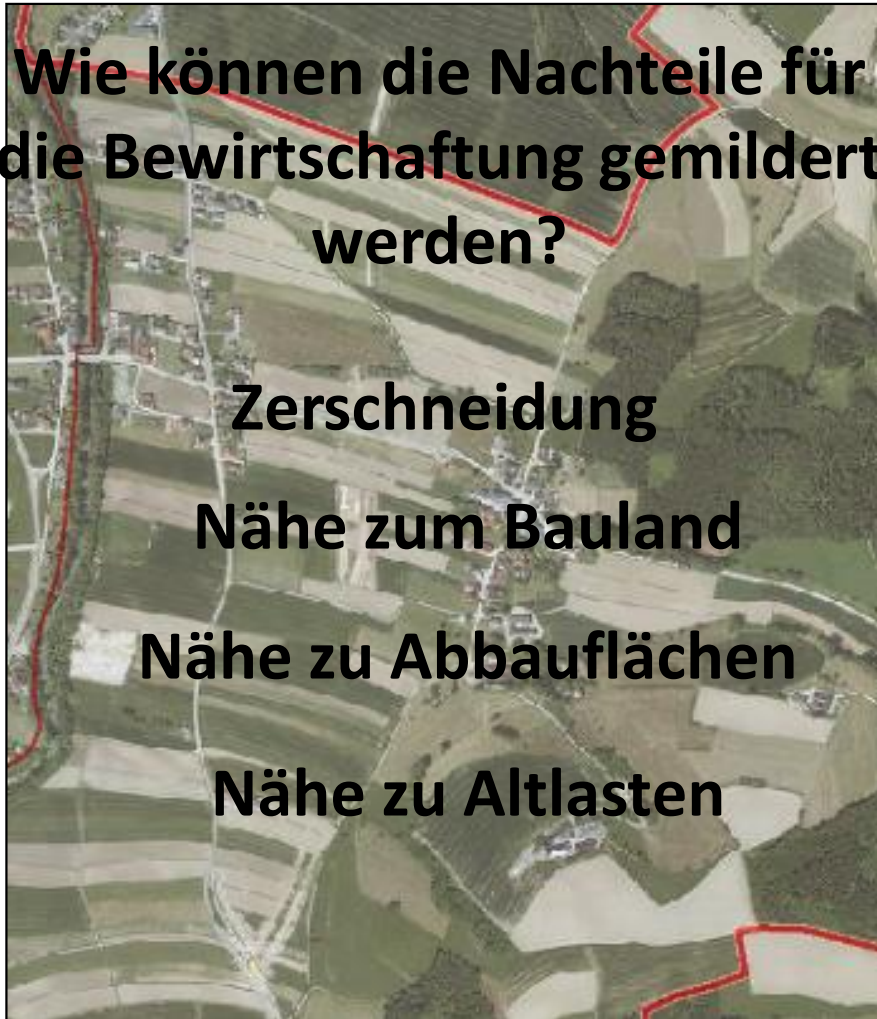 Wie können die Nachteile für
die Bewirtschaftung gemildert
werden?
Zerschneidung
Nähe zum Bauland
Nähe zu Abbauflächen
Nähe zu Altlasten